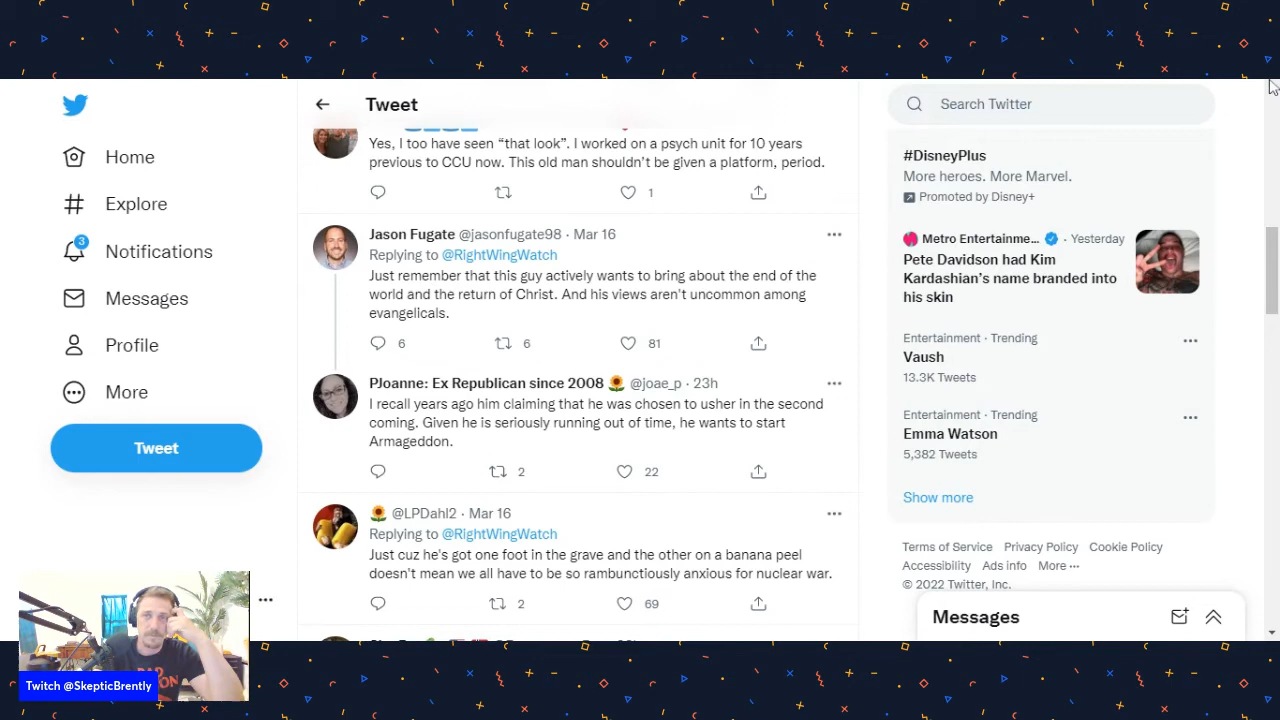 Home
Explore
3
Notifications
Messages
Profile
More
Tweet
Tweet
Yes, I too have seen “that look”. I worked on a psych unit for 10 years
previous to CCU now. This old man shouldn't be given a platform, period.
1
Jason Fugate @jasonfugate98 · Mar 16
Replying to @RightWingWatch
Just remember that this guy actively wants to bring about the end of the
world and the return of Christ. And his views aren't uncommon among
evangelicals.
6 6 81
PJoanne: Ex Republican since 2008 🌻 @joae_p · 23h
I recall years ago him claiming that he was chosen to usher in the second
coming. Given he is seriously running out of time, he wants to start
Armageddon.
2 22
🌻 @LPDahl2 · Mar 16
Replying to @RightWingWatch
Just cuz he's got one foot in the grave and the other on a banana peel
doesn't mean we all have to be so rambunctiously anxious for nuclear war.
2 69
Search Twitter
#DisneyPlus
More heroes. More Marvel.
Promoted by Disney+
Metro Entertainme... · Yesterday
Pete Davidson had Kim
Kardashian’s name branded into
his skin
Entertainment · Trending
Vaush
13.3K Tweets
Entertainment · Trending
Emma Watson
5,382 Tweets
Show more
Terms of Service Privacy Policy Cookie Policy
Accessibility Ads info More ···
© 2022 Twitter, Inc.
Messages
Twitch @SkepticBrently